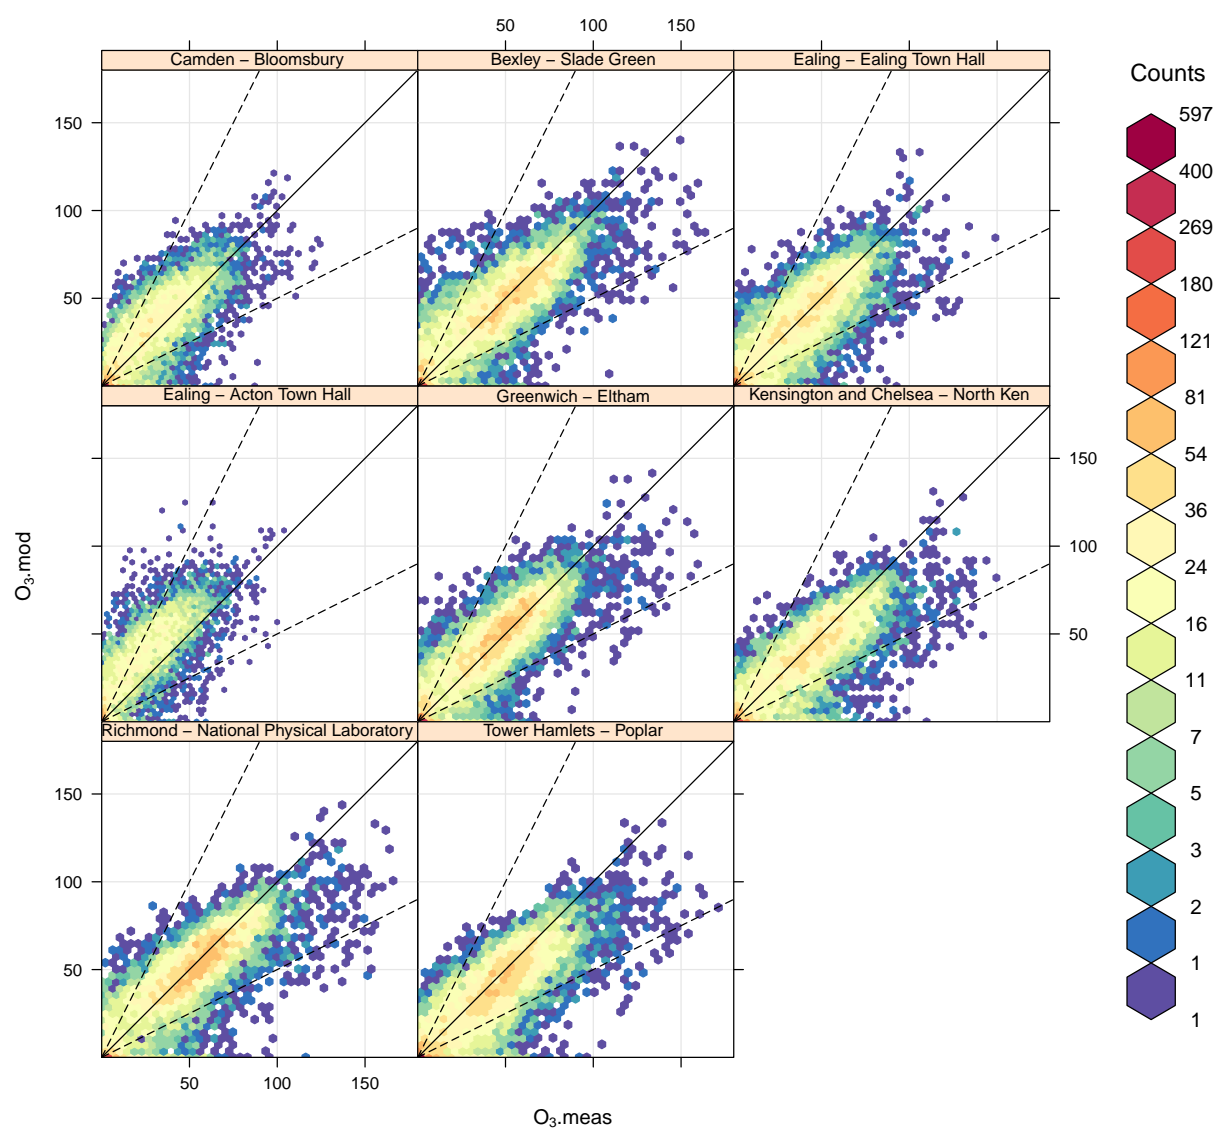 50 100 150
Camden − Bloomsbury
Bexley − Slade Green
Ealing − Ealing Town Hall
150
100
50
Ealing − Acton Town Hall
Greenwich − Eltham
Kensington and Chelsea − North Ken
150
100
50
Richmond − National Physical Laboratory
Tower Hamlets − Poplar
150
100
50
50 100 150
O₃.mod
O₃.meas
Counts
597
400
269
180
121
81
54
36
24
16
11
7
5
3
2
1
1